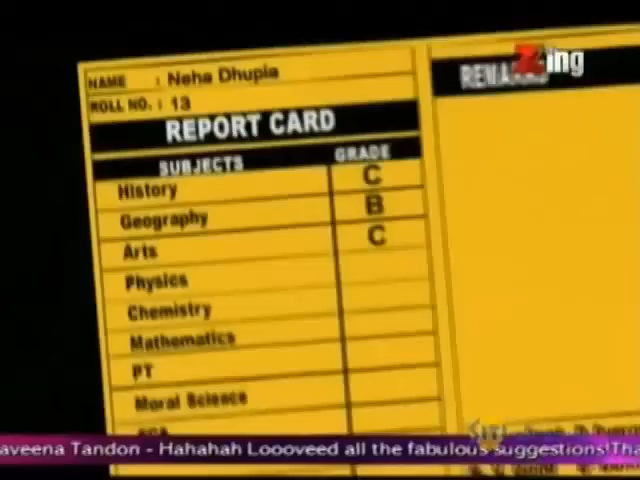 Zing
NAME : Neha Dhupia
ROLL NO. : 13
REPORT CARD
SUBJECTS GRADE
History C
Geography B
Arts C
Physics
Chemistry
Mathematics
PT
Moral Science
aveena Tandon - Hahahah Loooveed all the fabulous suggestions!Tha